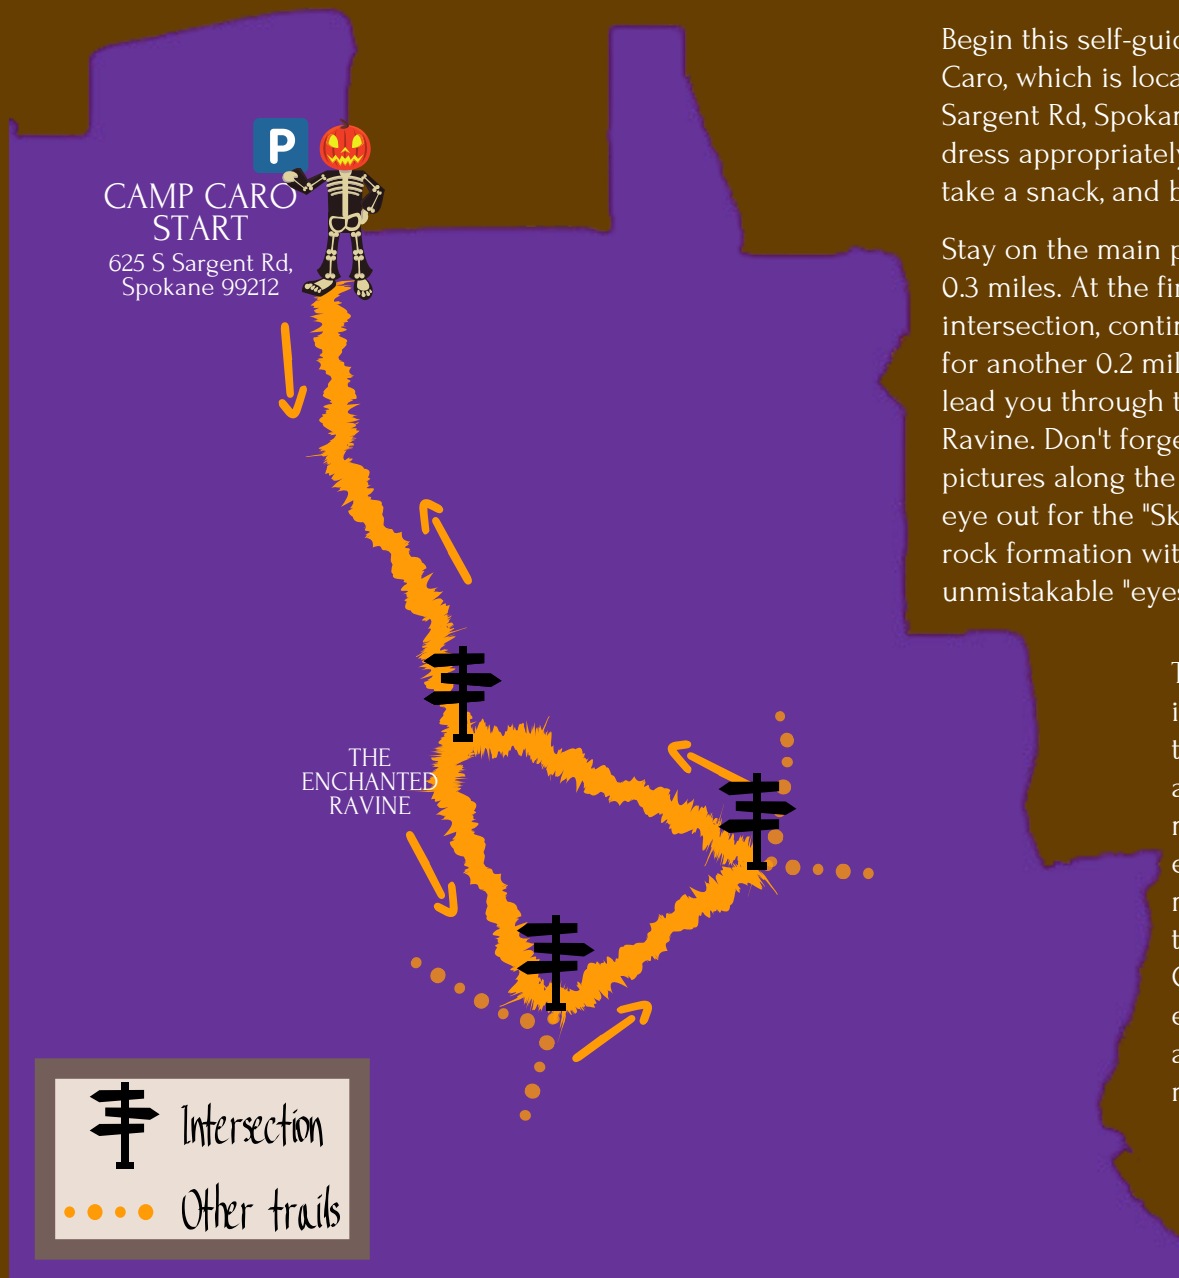 P
CAMP CARO
START
625 S Sargent Rd,
Spokane 99212
Begin this self-guid
Caro, which is loca
Sargent Rd, Spokan
dress appropriately
take a snack, and b
Stay on the main p
0.3 miles. At the fir
intersection, contin
for another 0.2 mil
lead you through t
Ravine. Don't forge
pictures along the
eye out for the "Sk
rock formation wit
unmistakable "eyes
THE
ENCHANTED
RAVINE
Intersection
Other trails